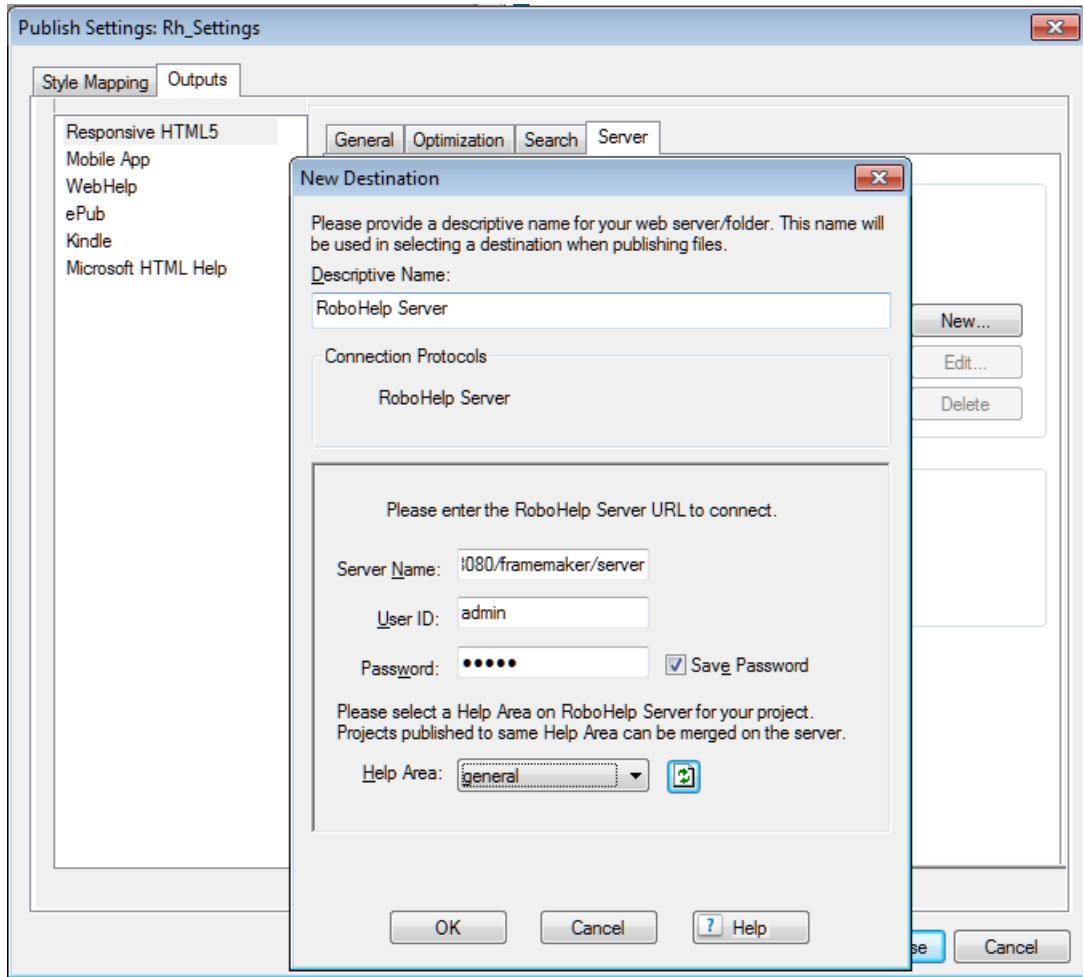 Publish Settings: Rh_Settings
Style Mapping
Outputs
Responsive HTML5
Mobile App
WebHelp
ePub
Kindle
Microsoft HTML Help
General
Optimization
Search
Server
New Destination
Please provide a descriptive name for your web server/folder. This name will
be used in selecting a destination when publishing files.
Descriptive Name:
RoboHelp Server
New...
Connection Protocols
Edit...
RoboHelp Server
Delete
Please enter the RoboHelp Server URL to connect.
Server Name: 8080/framemaker/server
User ID: admin
Password: •••••
Save Password
Please select a Help Area on RoboHelp Server for your project.
Projects published to same Help Area can be merged on the server.
Help Area: general
OK
Cancel
? Help
se
Cancel